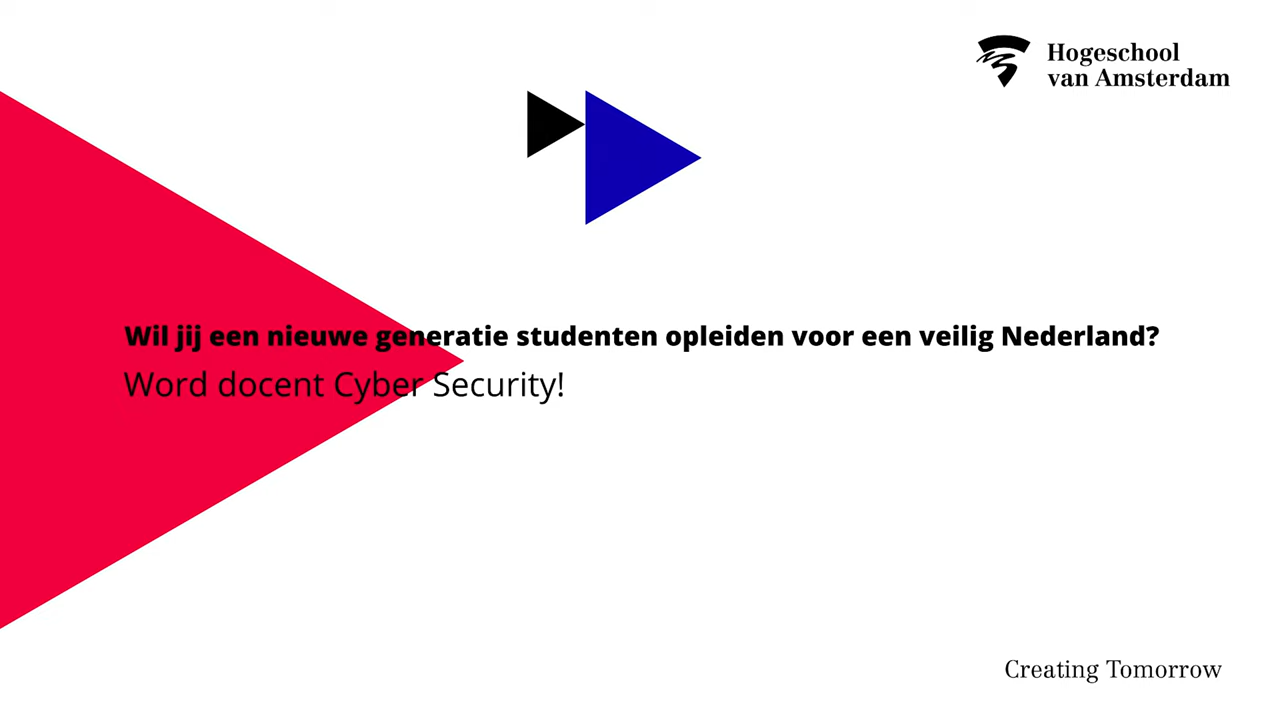 Hogeschool
van Amsterdam
Wil jij een nieuwe generatie studenten opleiden voor een veilig Nederland?
Word docent Cyber Security!
Creating Tomorrow